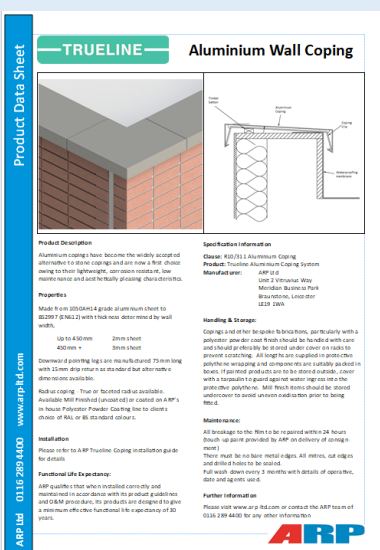 TRUELINE
Aluminium Wall Coping
Product Data Sheet
www.arp-ltd.com
0116 289 4400
ARP Ltd
Timber batten
Aluminium Coping
Coping Clip
Waterproofing membrane
Product Description
Aluminium copings have become the widely accepted
alternative to stone copings and are now a first choice
owing to their lightweight, corrosion resistant, low
maintenance and aesthetically pleasing characteristics.
Properties
Made from 1050AH14 grade aluminum sheet to
BS2997 (EN612) with thickness determined by wall
width.
Up to 450 mm 2mm sheet
450 mm + 3mm sheet
Downward pointing legs are manufactured 75mm long
with 15mm drip return as standard but alternative
dimensions available.
Radius coping - True or faceted radius available.
Available Mill Finished (uncoated) or coated on ARP's
in house Polyester Powder Coating line to clients
choice of RAL or BS standard colours.
Installation
Please refer to ARP Trueline Coping installation guide
for details
Functional Life Expectancy:
ARP qualifies that when installed correctly and
maintained in accordance with its product guidelines
and O&M procedure, its products are designed to give
a minimum effective functional life expectancy of 30
years.
Specification Information
Clause: R10/311 Aluminium Coping
Product: Trueline Aluminium Coping System
Manufacturer: ARP Ltd
Unit 2 Vitruvius Way
Meridian Business Park
Braunstone, Leicester
LE19 1WA
Handling & Storage:
Copings and other bespoke fabrications, particularly with a
polyester powder coat finish should be handled with care
and should preferably be stored under cover on racks to
prevent scratching. All lengths are supplied in protective
polythene wrapping and components are suitably packed in
boxes. If painted products are to be stored outside, cover
with a tarpaulin to guard against water ingress into the
protective polythene. Mill finish items should be stored
undercover to avoid uneven oxidisation prior to being
fitted.
Maintenance:
All breakage to the film to be repaired within 24 hours
(touch up paint provided by ARP on delivery of consign-
ment)
There must be no bare metal edges. All mitres, cut edges
and drilled holes to be sealed.
Full wash down every 3 months with details of operative,
date and agents used.
Further Information
Please visit www.arp-ltd.com or contact the ARP team of
0116 289 4400 for any other information
ARP